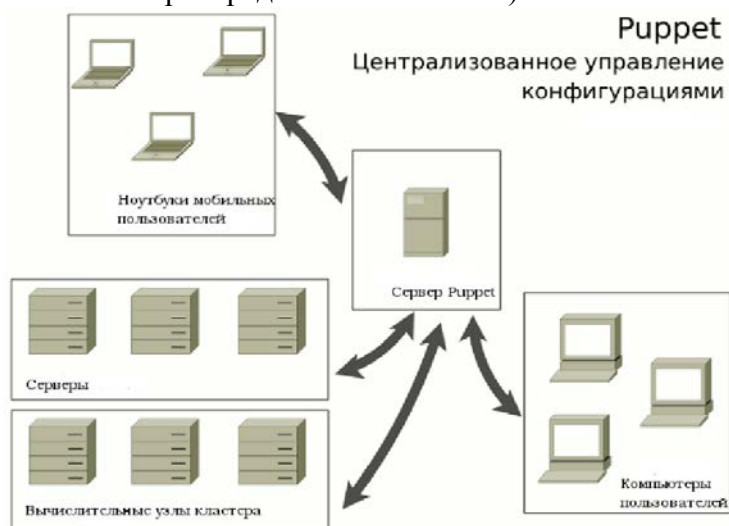 Puppet
Централизованное управление
конфигурациями
Ноутбуки мобильных
пользователей
Сервер Puppet
Серверы
Вычислительные узлы кластера
Компьютеры
пользователей